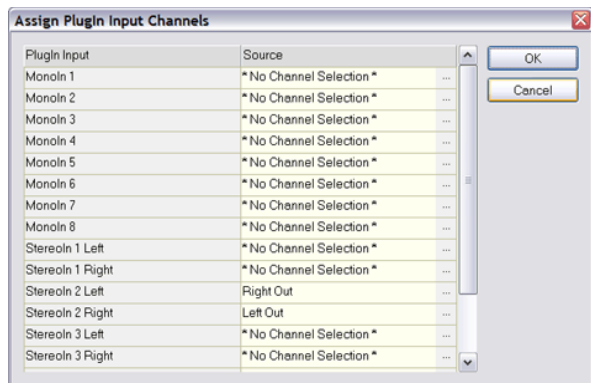 Assign PlugIn Input Channels
PlugIn Input Source
MonoIn 1 * No Channel Selection * ...
MonoIn 2 * No Channel Selection * ...
MonoIn 3 * No Channel Selection * ...
MonoIn 4 * No Channel Selection * ...
MonoIn 5 * No Channel Selection * ...
MonoIn 6 * No Channel Selection * ...
MonoIn 7 * No Channel Selection * ...
MonoIn 8 * No Channel Selection * ...
StereoIn 1 Left * No Channel Selection * ...
StereoIn 1 Right * No Channel Selection * ...
StereoIn 2 Left Right Out ...
StereoIn 2 Right Left Out ...
StereoIn 3 Left * No Channel Selection * ...
StereoIn 3 Right * No Channel Selection * ...
OK
Cancel